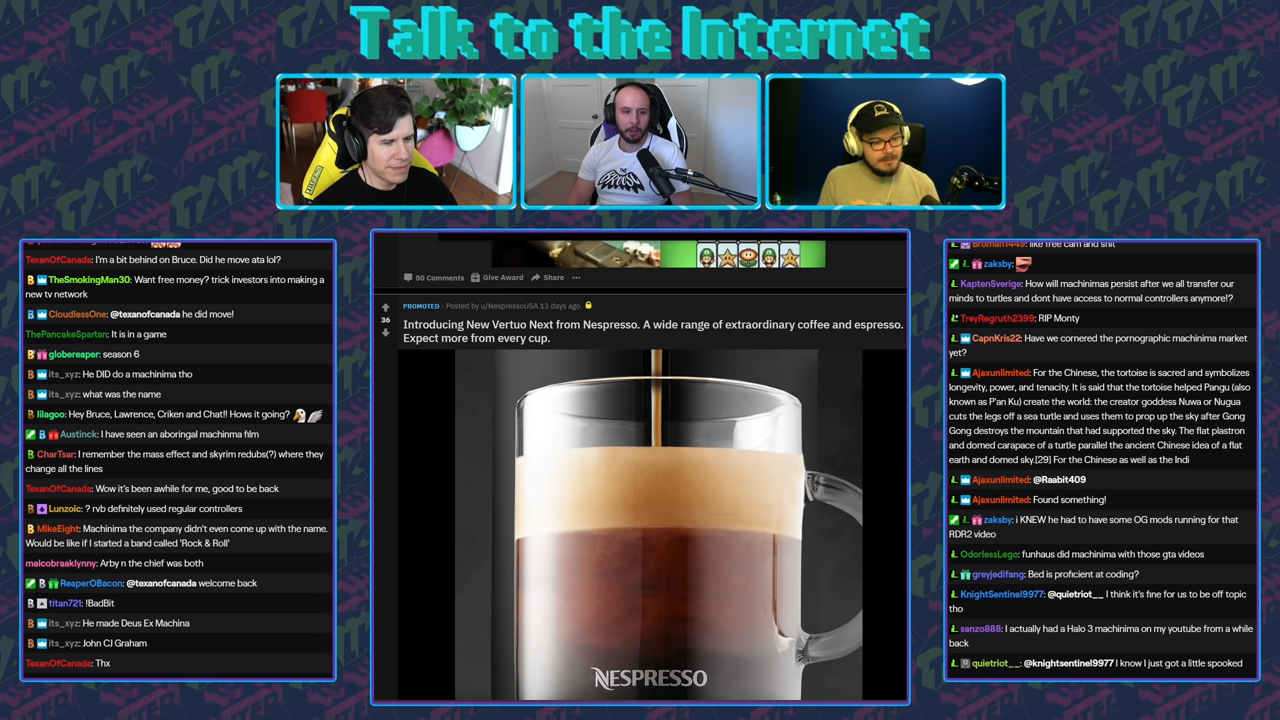 Talk to the Internet
TexanOfCanada: I'm a bit behind on Bruce. Did he move ata lol?
TheSmokingMan30: Want free money? trick investors into making a
new tv network
CloudlessOne: @texanofcanada he did move!
ThePancakeSpartan: It is in a game
globereaper: season 6
its_xyz: He DID do a machinima tho
its_xyz: what was the name
lilagoo: Hey Bruce, Lawrence, Criken and Chat!! Hows it going?
Austinck: I have seen an aboringal machinma film
CharTsar: I remember the mass effect and skyrim redubs(?) where they
change all the lines
TexanOfCanada: Wow it's been awhile for me, good to be back
Lunzoic: ? rvb definitely used regular controllers
MikeEight: Machinima the company didn't even come up with the name.
Would be like if I started a band called 'Rock & Roll'
malcobraaklynny: Arby n the chief was both
ReaperOBacon: @texanofcanada welcome back
titan721: !BadBit
its_xyz: He made Deus Ex Machina
its_xyz: John CJ Graham
TexanOfCanada: Thx
50 Comments Give Award Share
PROMOTED · Posted by u/NespressoUSA 13 days ago
36
Introducing New Vertuo Next from Nespresso. A wide range of extraordinary coffee and espresso.
Expect more from every cup.
NESPRESSO
Broman1449: like free cam and shit
zaksby:
KaptenSverige: How will machinimas persist after we all transfer our
minds to turtles and dont have access to normal controllers anymore!?
TreyRegruth2399: RIP Monty
CapnKris22: Have we cornered the pornographic machinima market
yet?
Ajaxunlimited: For the Chinese, the tortoise is sacred and symbolizes
longevity, power, and tenacity. It is said that the tortoise helped Pangu (also
known as P'an Ku) create the world: the creator goddess Nuwa or Nugua
cuts the legs off a sea turtle and uses them to prop up the sky after Gong
Gong destroys the mountain that had supported the sky. The flat plastron
and domed carapace of a turtle parallel the ancient Chinese idea of a flat
earth and domed sky.[29] For the Chinese as well as the Indi
Ajaxunlimited: @Raabit409
Ajaxunlimited: Found something!
zaksby: i KNEW he had to have some OG mods running for that
RDR2 video
OdorlessLego: funhaus did machinima with those gta videos
greyjedifang: Bed is proficient at coding?
KnightSentinel9977: @quietriot__ I think it's fine for us to be off topic
tho
sanzo888: I actually had a Halo 3 machinima on my youtube from a while
back
quietriot__: @knightsentinel9977 I know I just got a little spooked